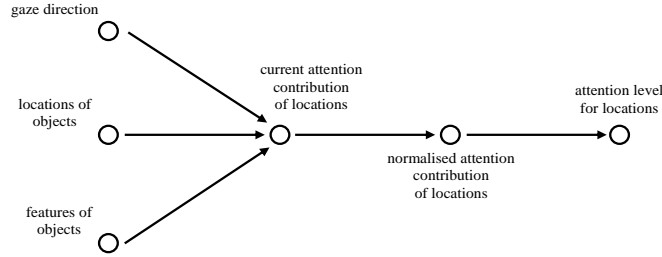 gaze direction
locations of
objects
features of
objects
current attention
contribution
of locations
normalised attention
contribution
of locations
attention level
for locations